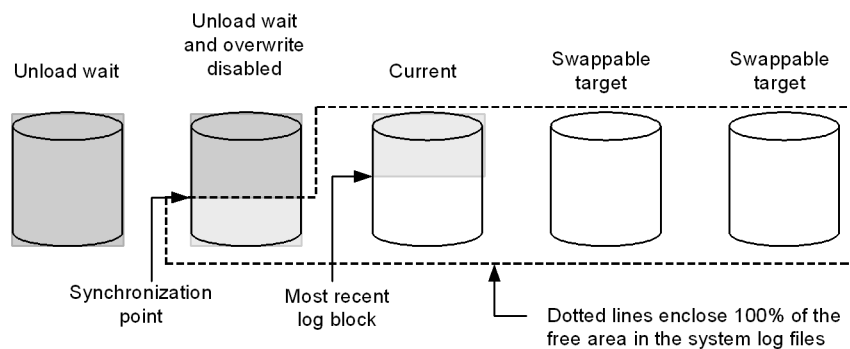 Unload wait
Unload wait
and overwrite
disabled
Current
Swappable
target
Swappable
target
Synchronization
point
Most recent
log block
Dotted lines enclose 100% of the
free area in the system log files